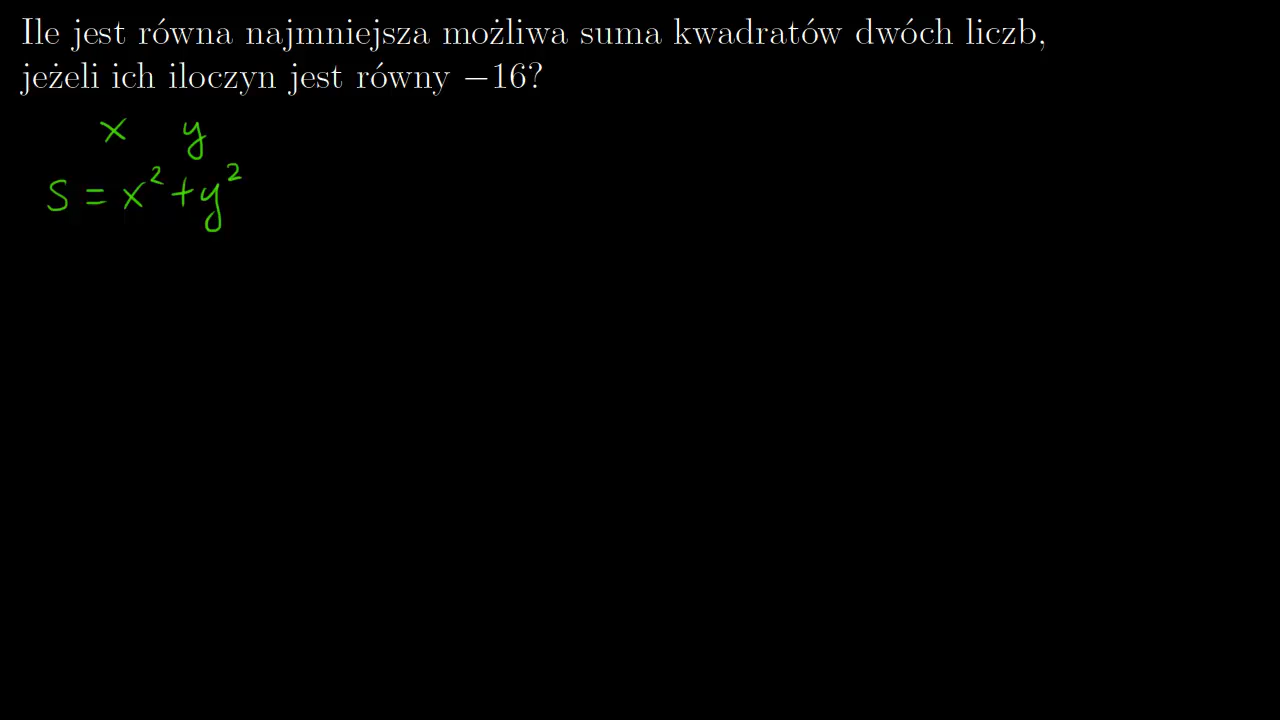 Ile jest równa najmniejsza możliwa suma kwadratów dwóch liczb,
jeżeli ich iloczyn jest równy −16?
x y
S = x² + y²